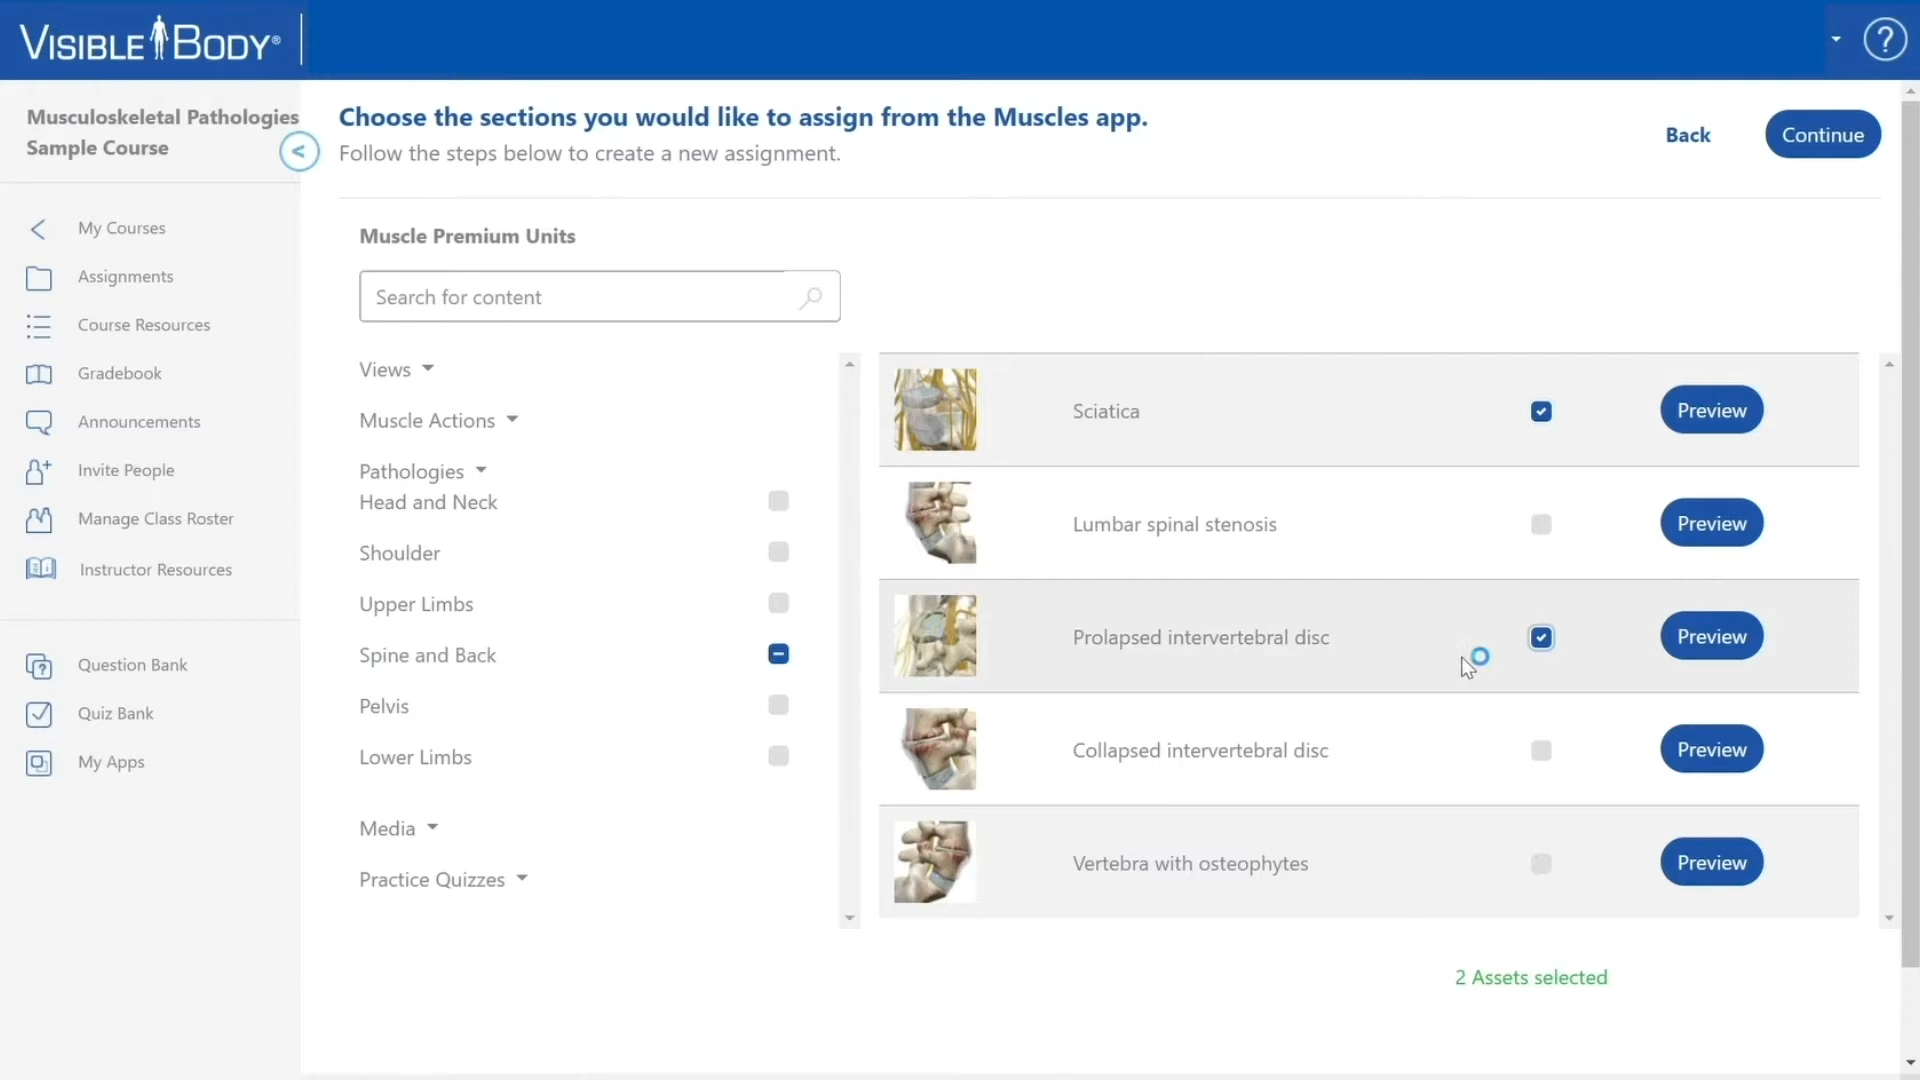 VISIBLE BODY®
?
Musculoskeletal Pathologies
Sample Course
<
My Courses
Assignments
Course Resources
Gradebook
Announcements
Invite People
Manage Class Roster
Instructor Resources
Question Bank
Quiz Bank
My Apps
Choose the sections you would like to assign from the Muscles app.
Follow the steps below to create a new assignment.
Back
Continue
Muscle Premium Units
Search for content
Views
Muscle Actions
Pathologies
Head and Neck
Shoulder
Upper Limbs
Spine and Back
Pelvis
Lower Limbs
Media
Practice Quizzes
Sciatica Preview
Lumbar spinal stenosis Preview
Prolapsed intervertebral disc Preview
Collapsed intervertebral disc Preview
Vertebra with osteophytes Preview
2 Assets selected